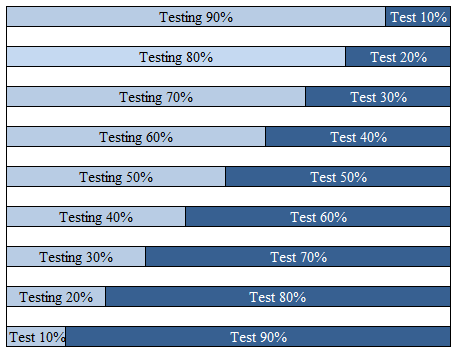 Testing 90% Test 10%
Testing 80% Test 20%
Testing 70% Test 30%
Testing 60% Test 40%
Testing 50% Test 50%
Testing 40% Test 60%
Testing 30% Test 70%
Testing 20% Test 80%
Test 10% Test 90%